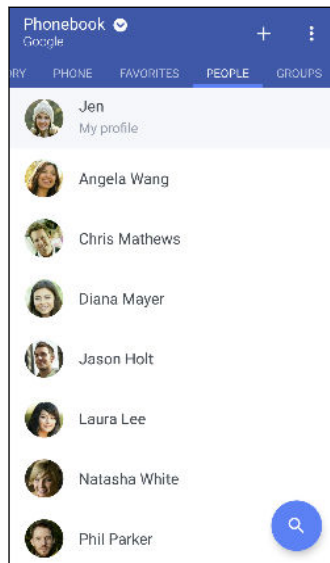 Phonebook
Google
RY PHONE FAVORITES PEOPLE GROUPS
Jen
My profile
Angela Wang
Chris Mathews
Diana Mayer
Jason Holt
Laura Lee
Natasha White
Phil Parker